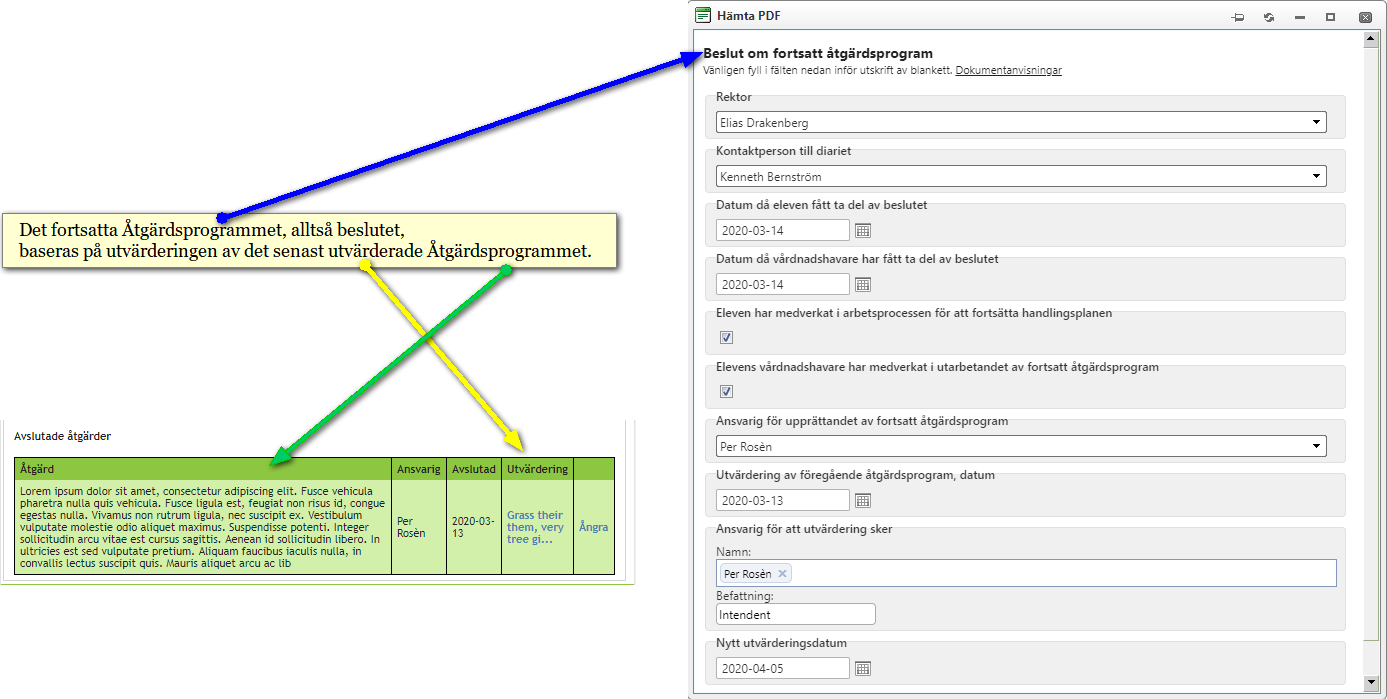 Hämta PDF
Beslut om fortsatt åtgärdsprogram
Vänligen fyll i fälten nedan inför utskrift av blankett. Dokumentanvisningar
Rektor
Elias Drakenberg
Kontaktperson till diariet
Kenneth Bernström
Datum då eleven fått ta del av beslutet
2020-03-14
Datum då vårdnadshavare har fått ta del av beslutet
2020-03-14
Eleven har medverkat i arbetsprocessen för att fortsätta handlingsplanen
Elevens vårdnadshavare har medverkat i utarbetandet av fortsatt åtgärdsprogram
Ansvarig för upprättandet av fortsatt åtgärdsprogram
Per Rosèn
Utvärdering av föregående åtgärdsprogram, datum
2020-03-13
Ansvarig för att utvärdering sker
Namn:
Per Rosèn
Befattning:
Intendent
Nytt utvärderingsdatum
2020-04-05
Det fortsatta Åtgärdsprogrammet, alltså beslutet,
baseras på utvärderingen av det senast utvärderade Åtgärdsprogrammet.
Avslutade åtgärder
Åtgärd Ansvarig Avslutad Utvärdering
Lorem ipsum dolor sit amet, consectetur adipiscing elit. Fusce vehicula
pharetra nulla quis vehicula. Fusce ligula est, feugiat non risus id, congue
egestas nulla. Vivamus non rutrum ligula, nec suscipit ex. Vestibulum
vulputate molestie odio aliquet maximus. Suspendisse potenti. Integer
sollicitudin arcu vitae est cursus sagittis. Aenean id sollicitudin libero. In
ultricies est sed vulputate pretium. Aliquam faucibus iaculis nulla, in
convallis lectus suscipit quis. Mauris aliquet arcu ac lib
Per
Rosèn
2020-03-
13
Grass their
them, very
tree gi...
Ångra